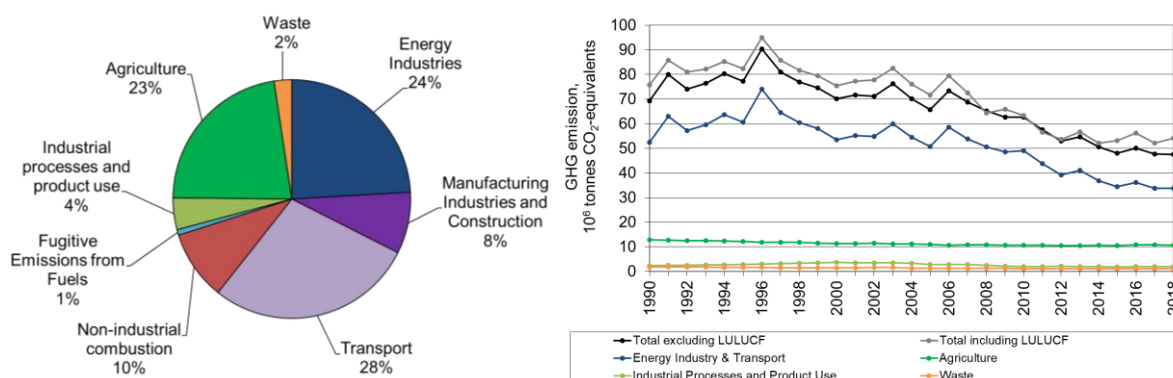 Waste
2%
Energy
Industries
24%
Agriculture
23%
Industrial
processes and
product use
4%
Manufacturing
Industries and
Construction
8%
Fugitive
Emissions from
Fuels
1%
Non-industrial
combustion
10%
Transport
28%
GHG emission,
10⁶ tonnes CO₂-equivalents
100
90
80
70
60
50
40
30
20
10
0
1990
1992
1994
1996
1998
2000
2002
2004
2006
2008
2010
2012
2014
2016
2018
Total excluding LULUCF
Total including LULUCF
Energy Industry & Transport
Agriculture
Industrial Processes and Product Use
Waste